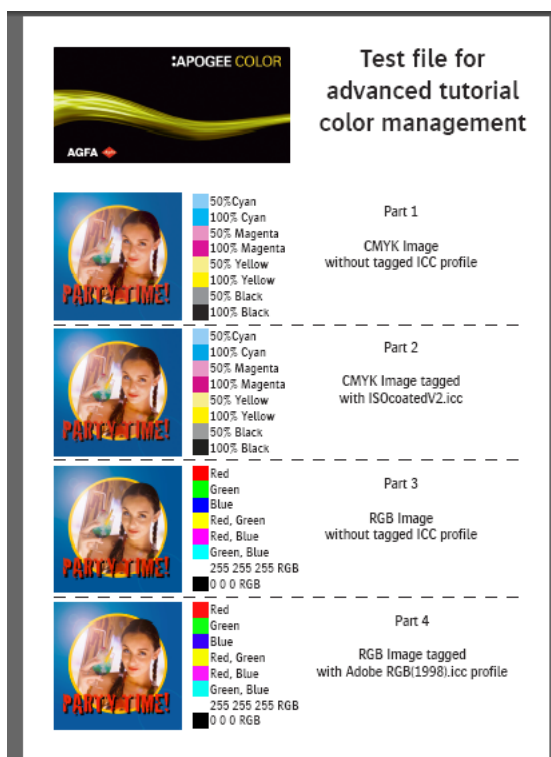 :APOGEE COLOR
AGFA
Test file for
advanced tutorial
color management
PARTY TIME!
50%Cyan
100% Cyan
50% Magenta
100% Magenta
50% Yellow
100% Yellow
50% Black
100% Black
Part 1
CMYK Image
without tagged ICC profile
PARTY TIME!
50%Cyan
100% Cyan
50% Magenta
100% Magenta
50% Yellow
100% Yellow
50% Black
100% Black
Part 2
CMYK Image tagged
with ISOcoatedV2.icc
PARTY TIME!
Red
Green
Blue
Red, Green
Red, Blue
Green, Blue
255 255 255 RGB
0 0 0 RGB
Part 3
RGB Image
without tagged ICC profile
PARTY TIME!
Red
Green
Blue
Red, Green
Red, Blue
Green, Blue
255 255 255 RGB
0 0 0 RGB
Part 4
RGB Image tagged
with Adobe RGB(1998).icc profile